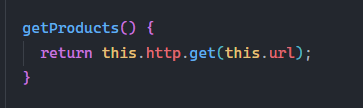 getProducts() {
  return this.http.get(this.url);
}